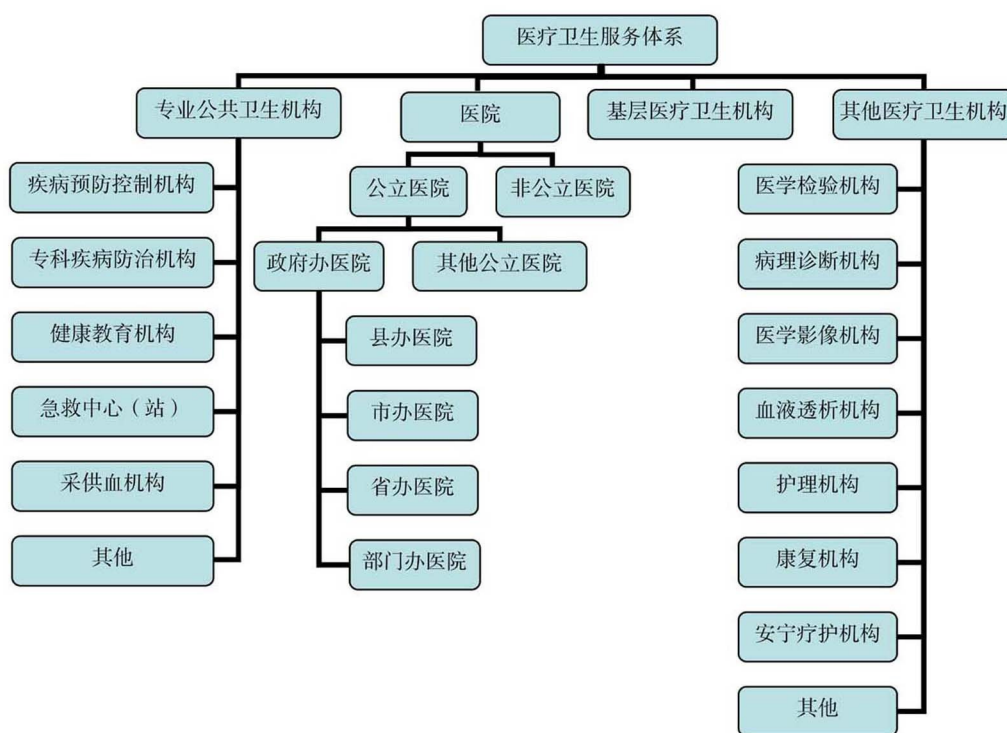 医疗卫生服务体系
专业公共卫生机构
医院
基层医疗卫生机构
其他医疗卫生机构
疾病预防控制机构
专科疾病防治机构
健康教育机构
急救中心（站）
采供血机构
其他
公立医院
非公立医院
政府办医院
其他公立医院
县办医院
市办医院
省办医院
部门办医院
医学检验机构
病理诊断机构
医学影像机构
血液透析机构
护理机构
康复机构
安宁疗护机构
其他